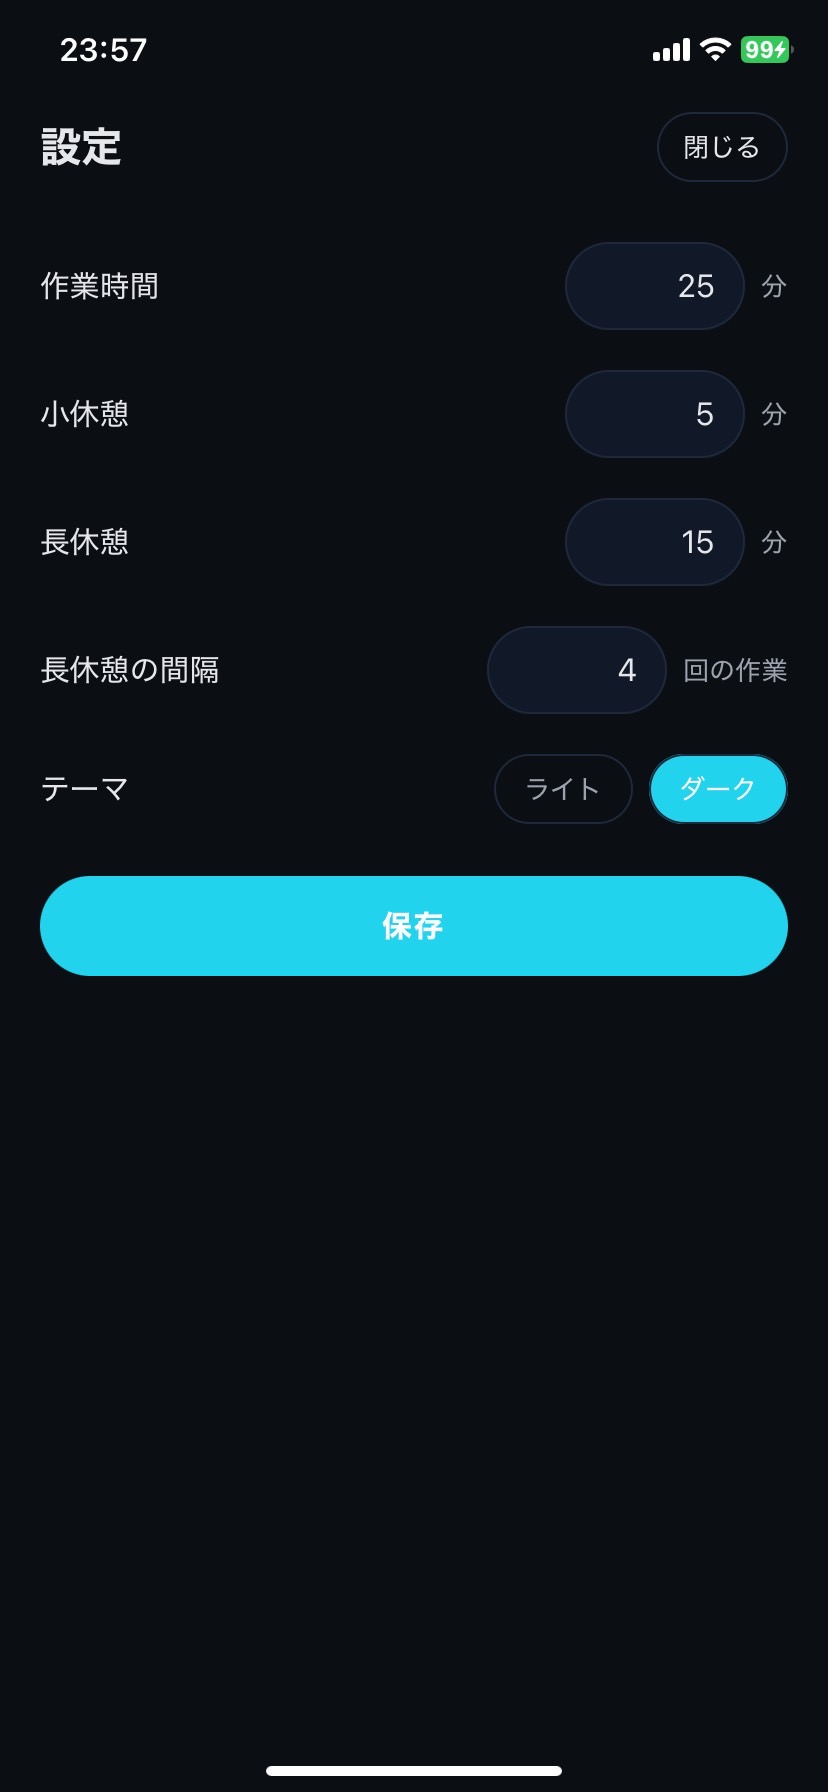 23:57
99
設定
閉じる
作業時間
25 分
小休憩
5 分
長休憩
15 分
長休憩の間隔
4 回の作業
テーマ
ライト
ダーク
保存